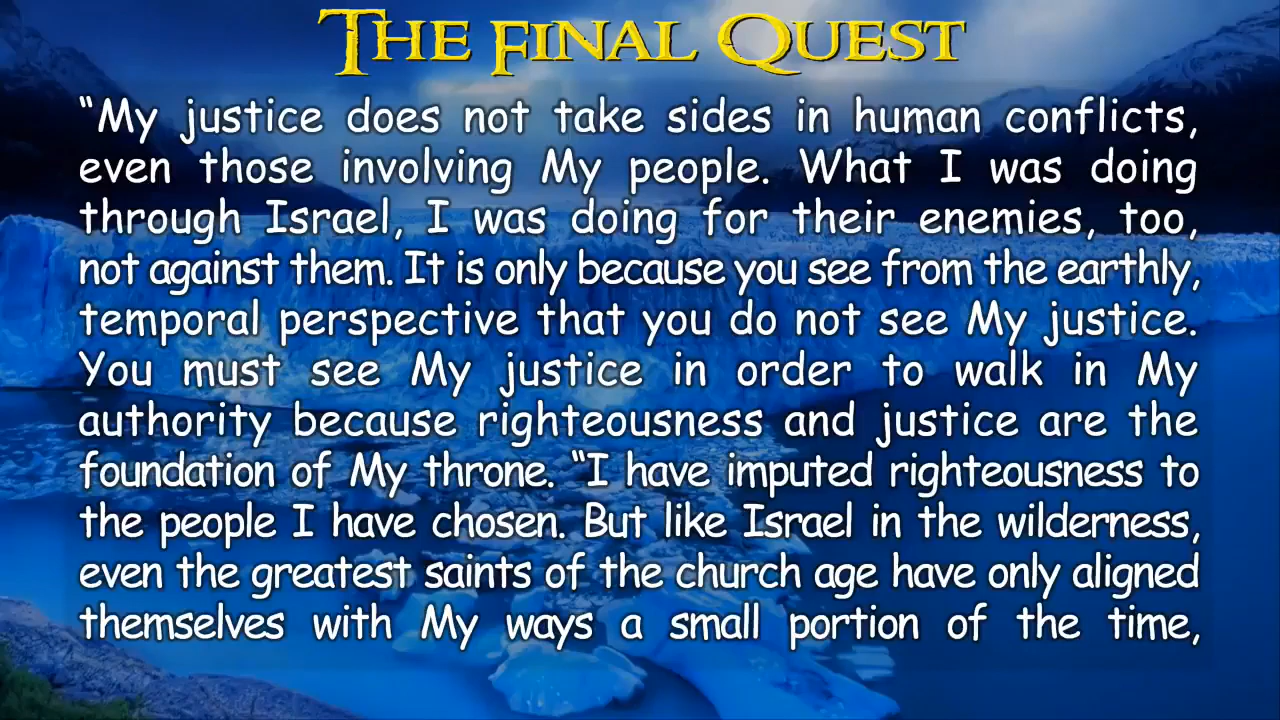 THE FINAL QUEST
“My justice does not take sides in human conflicts,
even those involving My people. What I was doing
through Israel, I was doing for their enemies, too,
not against them. It is only because you see from the earthly,
temporal perspective that you do not see My justice.
You must see My justice in order to walk in My
authority because righteousness and justice are the
foundation of My throne. “I have imputed righteousness to
the people I have chosen. But like Israel in the wilderness,
even the greatest saints of the church age have only aligned
themselves with My ways a small portion of the time,